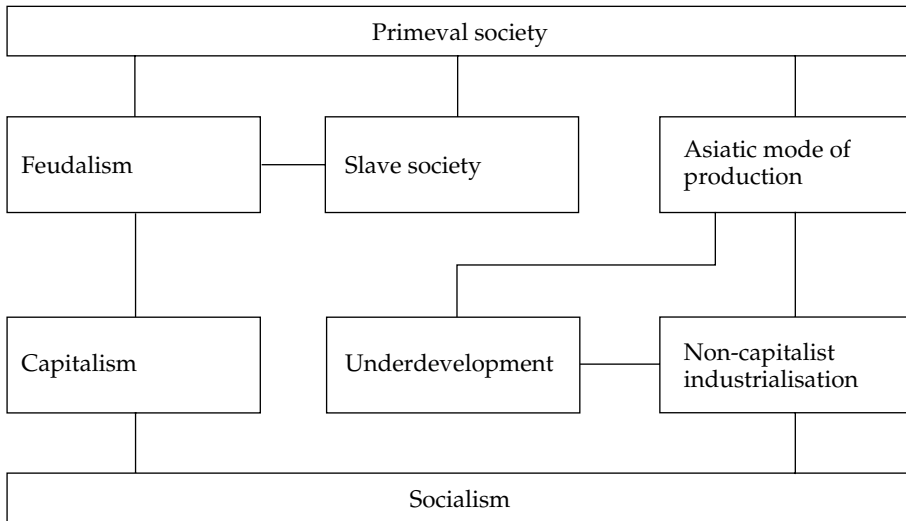 Primeval society
Feudalism
Slave society
Asiatic mode of
production
Capitalism
Underdevelopment
Non-capitalist
industrialisation
Socialism